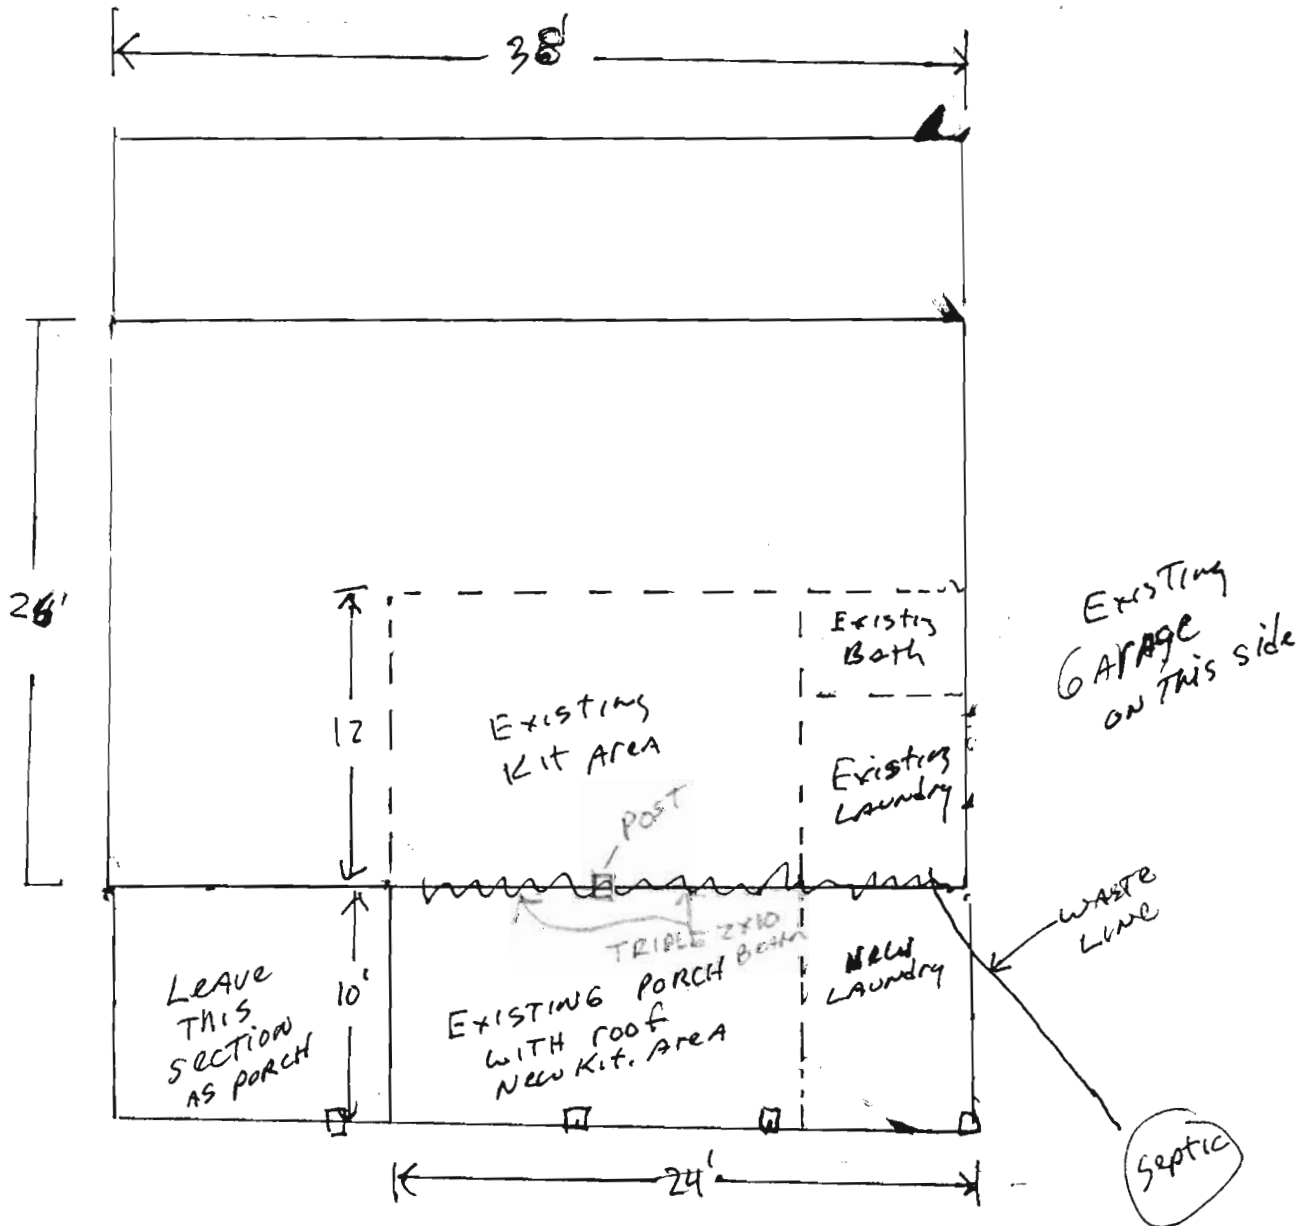 38'
Existing
Bath
Existing
GArAge
on This side
12
Existing
Kit AreA
Existing
LAundry
POST
WASTE
LINE
TRIPLE 2x10
Beam
New
LAundry
LeAve
This
Section
AS PORCH
10'
EXISTING PORCH
WITH roof
New Kit. AreA
24'
Septic